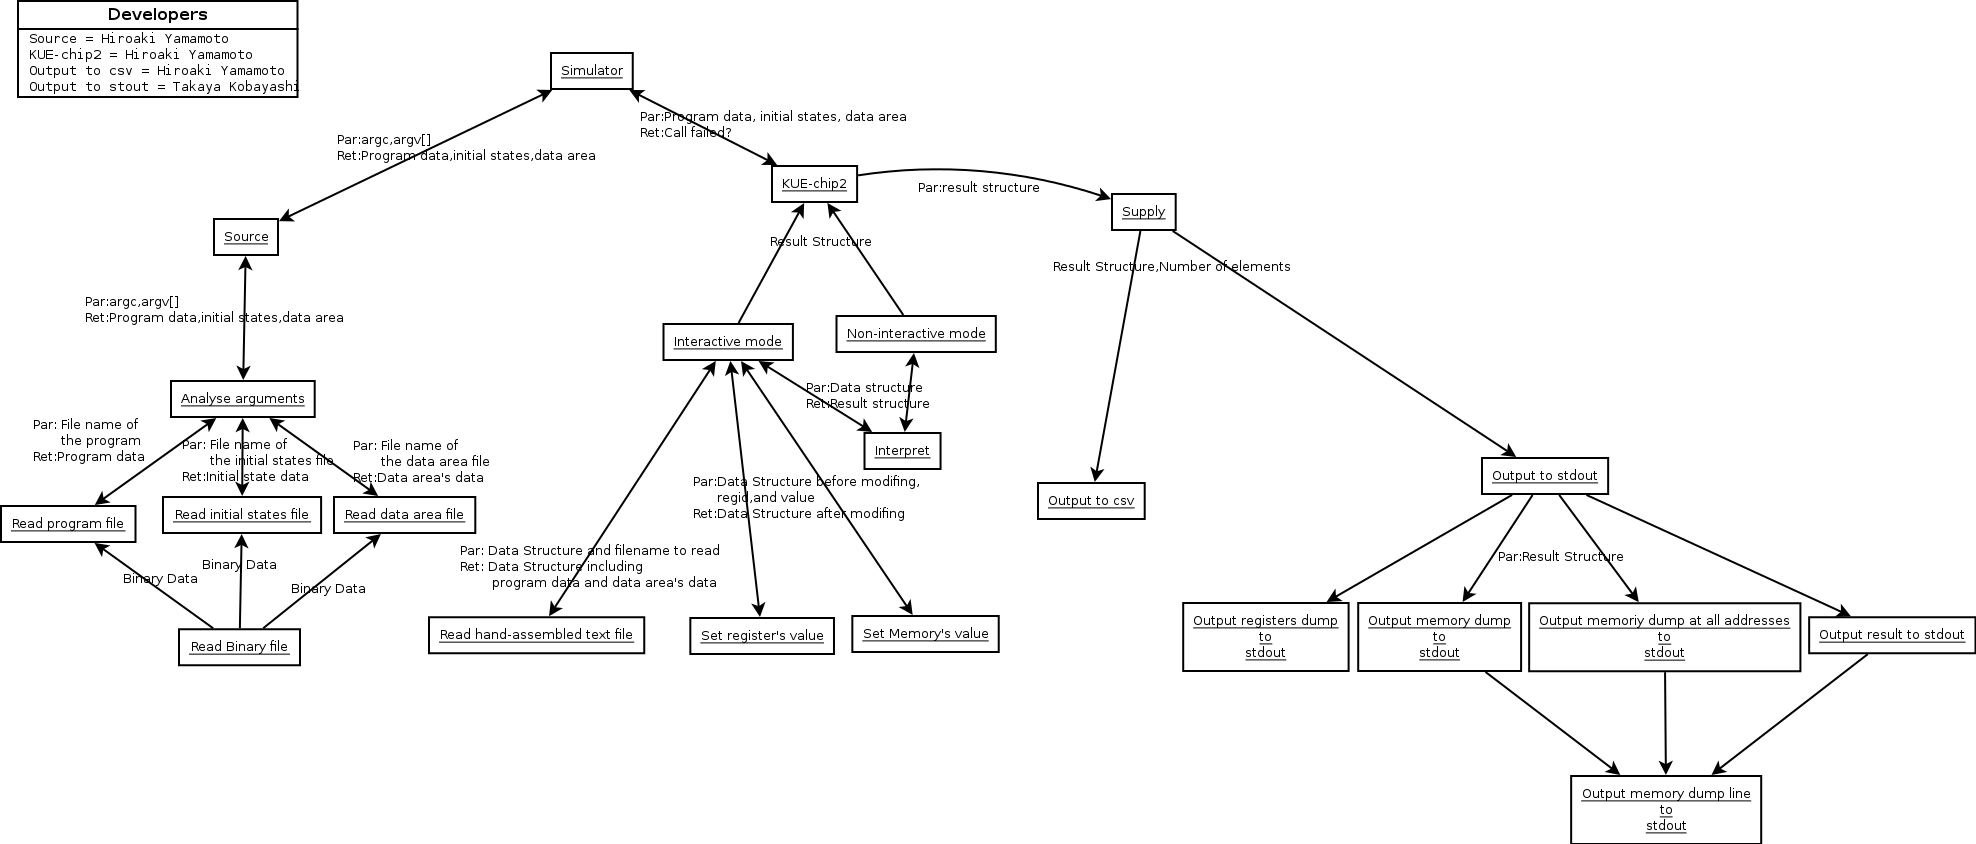 Developers
Source = Hiroaki Yamamoto
KUE-chip2 = Hiroaki Yamamoto
Output to csv = Hiroaki Yamamoto
Output to stout = Takaya Kobayashi
Simulator
Par:argc,argv[]
Ret:Program data,initial states,data area
Par:Program data, initial states, data area
Ret:Call failed?
KUE-chip2
Par:result structure
Supply
Source
Result Structure
Result Structure,Number of elements
Par:argc,argv[]
Ret:Program data,initial states,data area
Interactive mode
Non-interactive mode
Analyse arguments
Par:Data structure
Ret:Result structure
Par: File name of
the program
Ret:Program data
Par: File name of
the initial states file
Ret:Initial state data
Par: File name of
the data area file
Ret:Data area's data
Interpret
Output to stdout
Par:Data Structure before modifing,
regid,and value
Ret:Data Structure after modifing
Output to csv
Read program file
Read initial states file
Read data area file
Par: Data Structure and filename to read
Ret: Data Structure including
program data and data area's data
Par:Result Structure
Binary Data
Binary Data
Binary Data
Read Binary file
Read hand-assembled text file
Set register's value
Set Memory's value
Output registers dump
to
stdout
Output memory dump
to
stdout
Output memoriy dump at all addresses
to
stdout
Output result to stdout
Output memory dump line
to
stdout